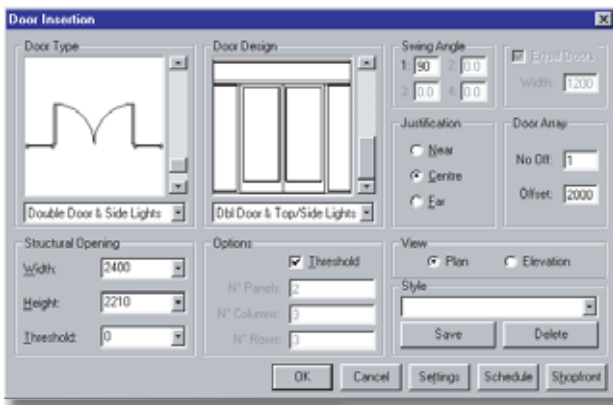 Door Insertion
Door Type
Double Door & Side Lights
Door Design
Dbl Door & Top/Side Lights
Swing Angle
1: 90 2: 0.0
3: 0.0 4: 0.0
Equal Doors
Width: 1200
Justification
Near
Centre
Far
Door Array
No Off: 1
Offset: 2000
Structural Opening
Width: 2400
Height: 2210
Threshold: 0
Options
Threshold
N° Panels: 2
N° Columns: 3
N° Rows: 3
View
Plan Elevation
Style
Save Delete
OK Cancel Settings Schedule Shopfront